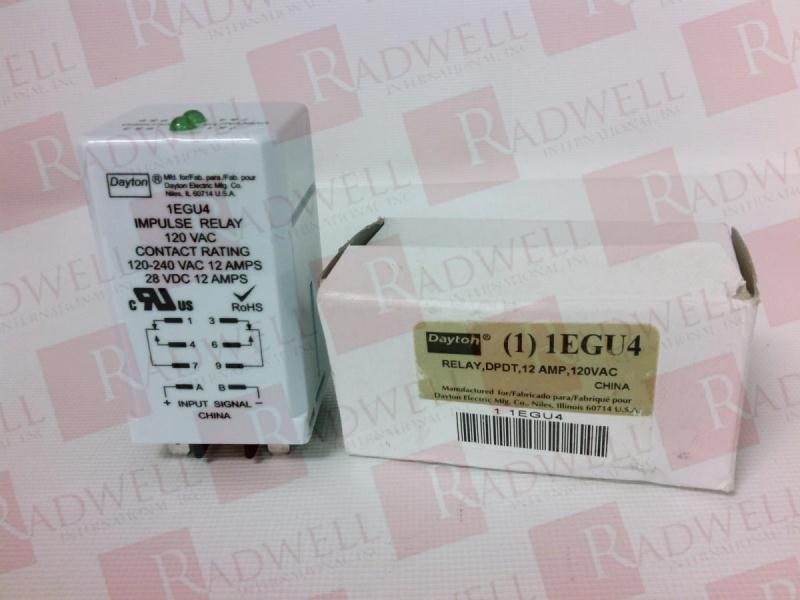 Dayton ® Mfd. for/Fab. para./Fab. pour
Dayton Electric Mfg. Co.
Niles, IL 60714 U.S.A.
1EGU4
IMPULSE RELAY
120 VAC
CONTACT RATING
120-240 VAC 12 AMPS
28 VDC 12 AMPS
C RU US RoHS
1 3
4 6
7 9
A B
+ INPUT SIGNAL −
CHINA
Dayton® (1) 1EGU4
RELAY,DPDT,12 AMP,120VAC
CHINA
Manufactured for/Fabricado para/Fabriqué pour
Dayton Electric Mfg. Co., Niles, Illinois 60714 U.S.A.
1 1EGU4
RADWELL
INTERNATIONAL, INC